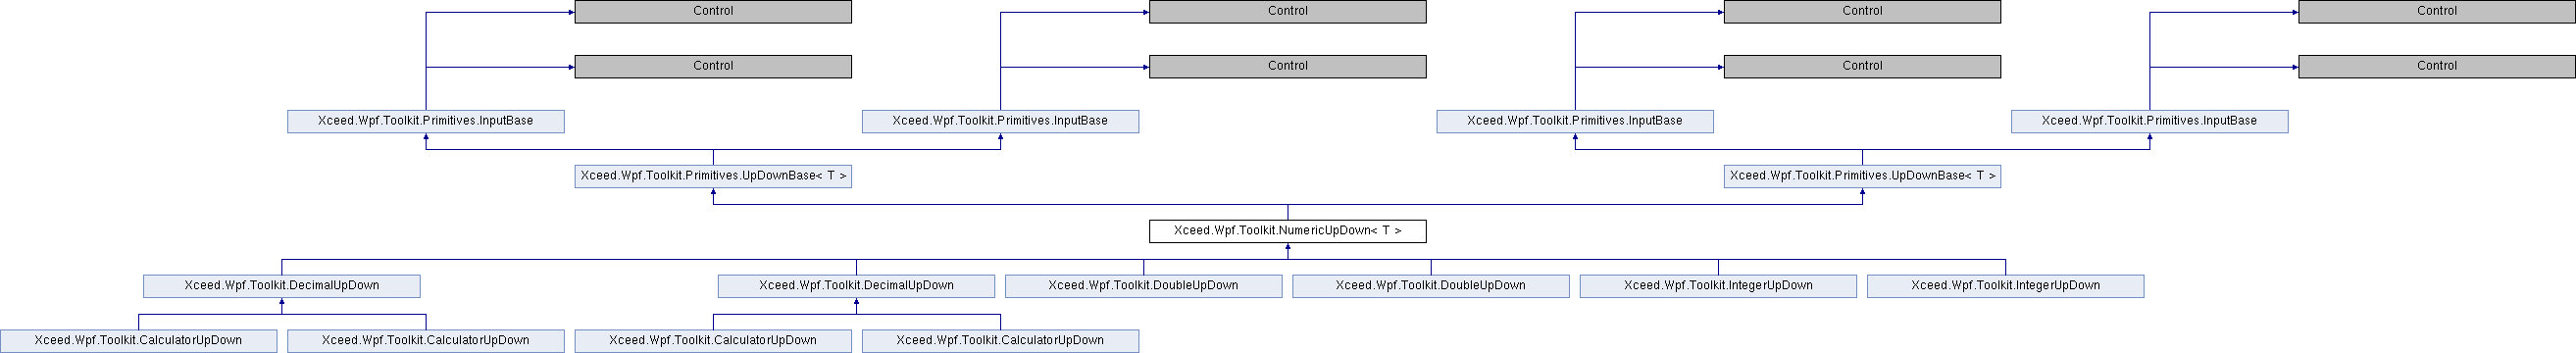 Control
Control
Control
Control
Control
Control
Control
Control
Xceed.Wpf.Toolkit.Primitives.InputBase
Xceed.Wpf.Toolkit.Primitives.InputBase
Xceed.Wpf.Toolkit.Primitives.InputBase
Xceed.Wpf.Toolkit.Primitives.InputBase
Xceed.Wpf.Toolkit.Primitives.UpDownBase< T >
Xceed.Wpf.Toolkit.Primitives.UpDownBase< T >
Xceed.Wpf.Toolkit.NumericUpDown< T >
Xceed.Wpf.Toolkit.DecimalUpDown
Xceed.Wpf.Toolkit.DecimalUpDown
Xceed.Wpf.Toolkit.DoubleUpDown
Xceed.Wpf.Toolkit.DoubleUpDown
Xceed.Wpf.Toolkit.IntegerUpDown
Xceed.Wpf.Toolkit.IntegerUpDown
Xceed.Wpf.Toolkit.CalculatorUpDown
Xceed.Wpf.Toolkit.CalculatorUpDown
Xceed.Wpf.Toolkit.CalculatorUpDown
Xceed.Wpf.Toolkit.CalculatorUpDown